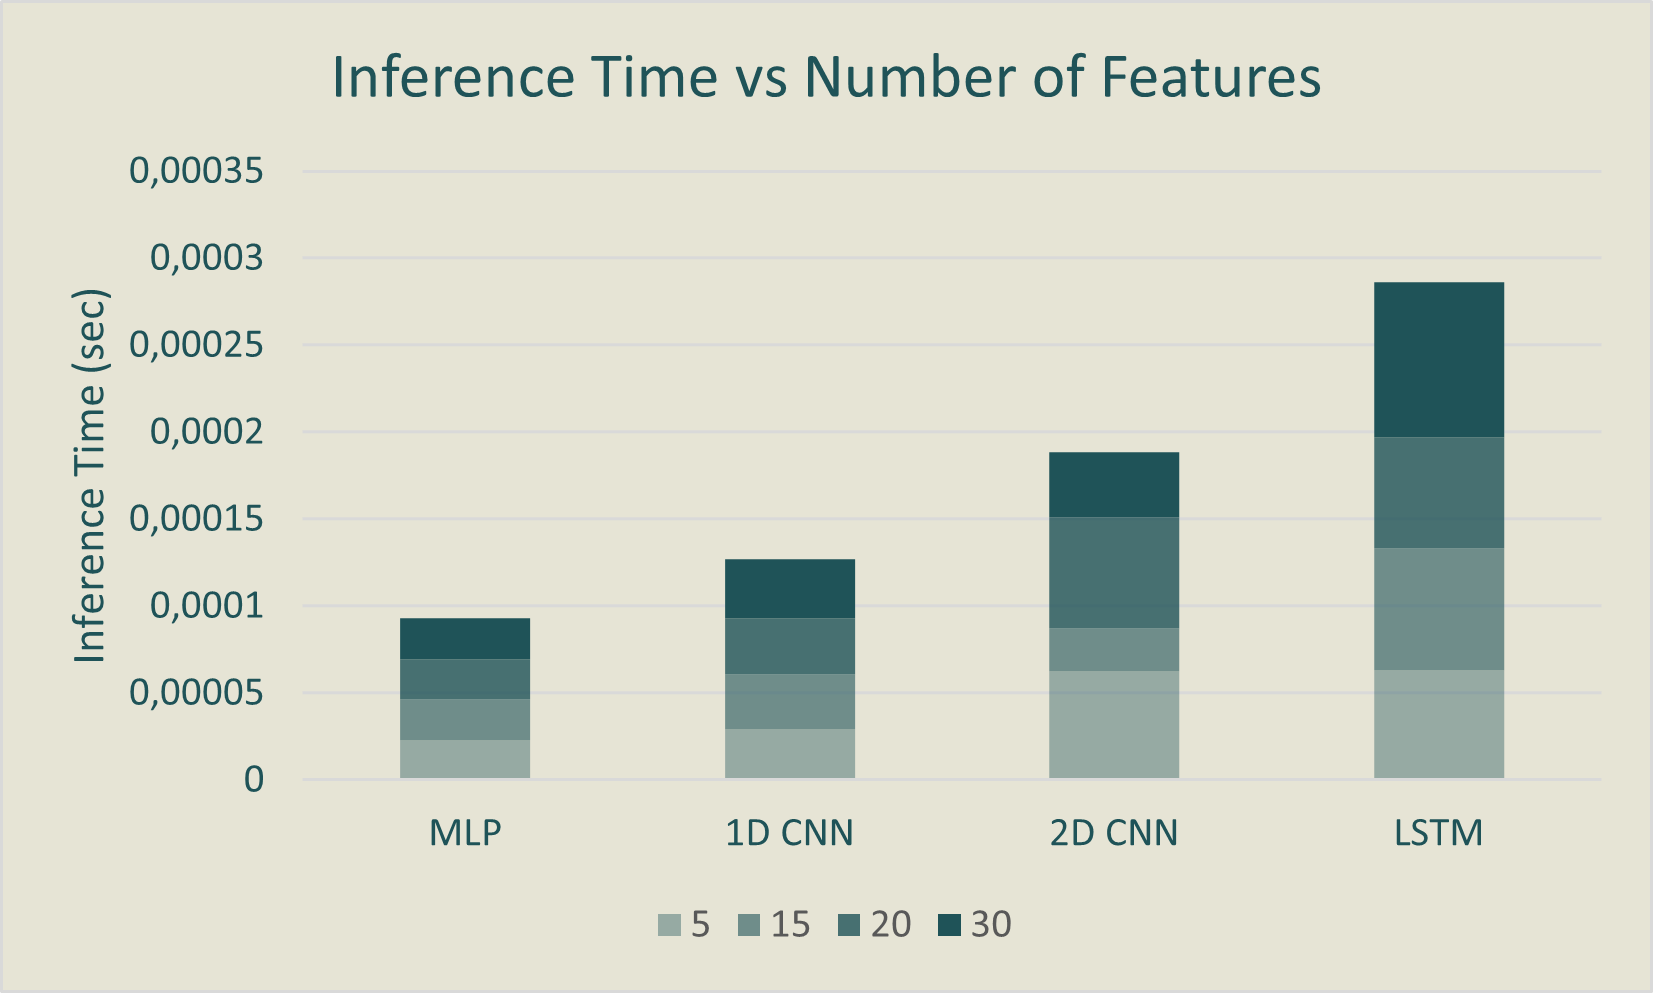 Inference Time vs Number of Features
Inference Time (sec)
0,00035
0,0003
0,00025
0,0002
0,00015
0,0001
0,00005
0
MLP 1D CNN 2D CNN LSTM
5 15 20 30